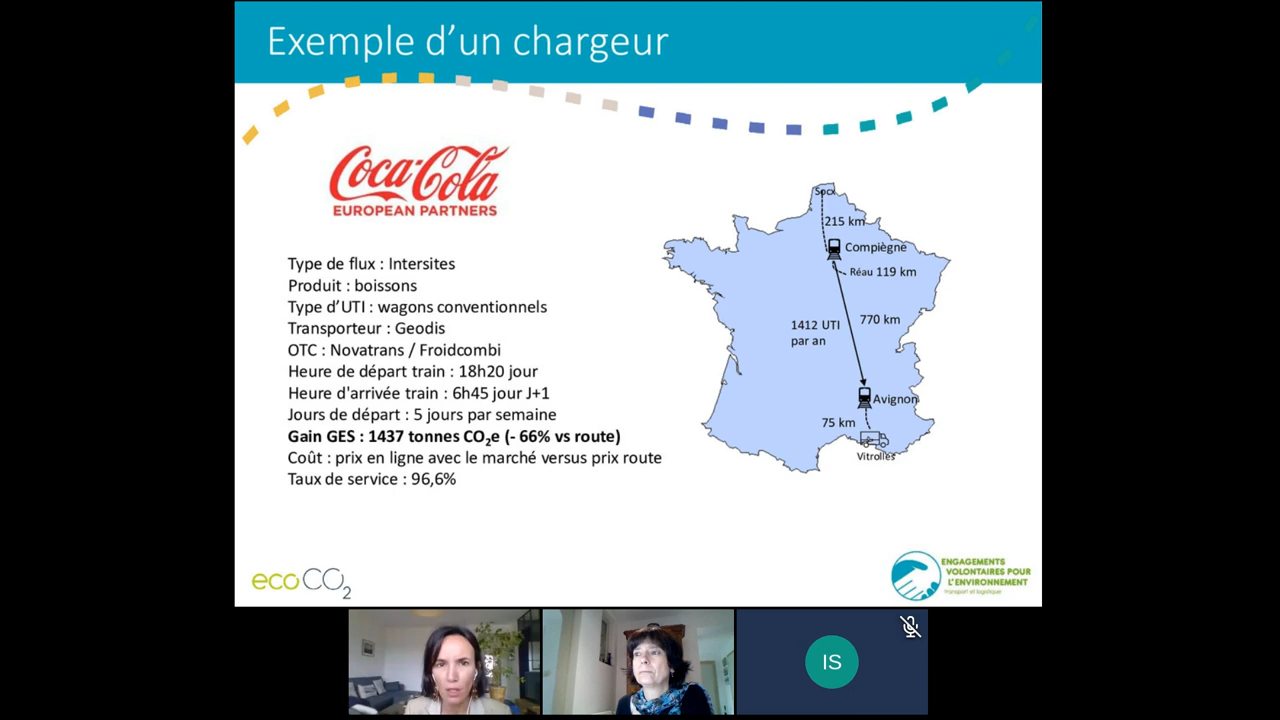 Exemple d'un chargeur
Coca-Cola
EUROPEAN PARTNERS
Type de flux : Intersites
Produit : boissons
Type d'UTI : wagons conventionnels
Transporteur : Geodis
OTC : Novatrans / Froidcombi
Heure de départ train : 18h20 jour
Heure d'arrivée train : 6h45 jour J+1
Jours de départ : 5 jours par semaine
Gain GES : 1437 tonnes CO2e (- 66% vs route)
Coût : prix en ligne avec le marché versus prix route
Taux de service : 96,6%
Socx
215 km
Compiègne
Réau 119 km
770 km
1412 UTI
par an
Avignon
75 km
Vitrolles
ecoCO2
ENGAGEMENTS
VOLONTAIRES POUR
L'ENVIRONNEMENT
transport et logistique
IS